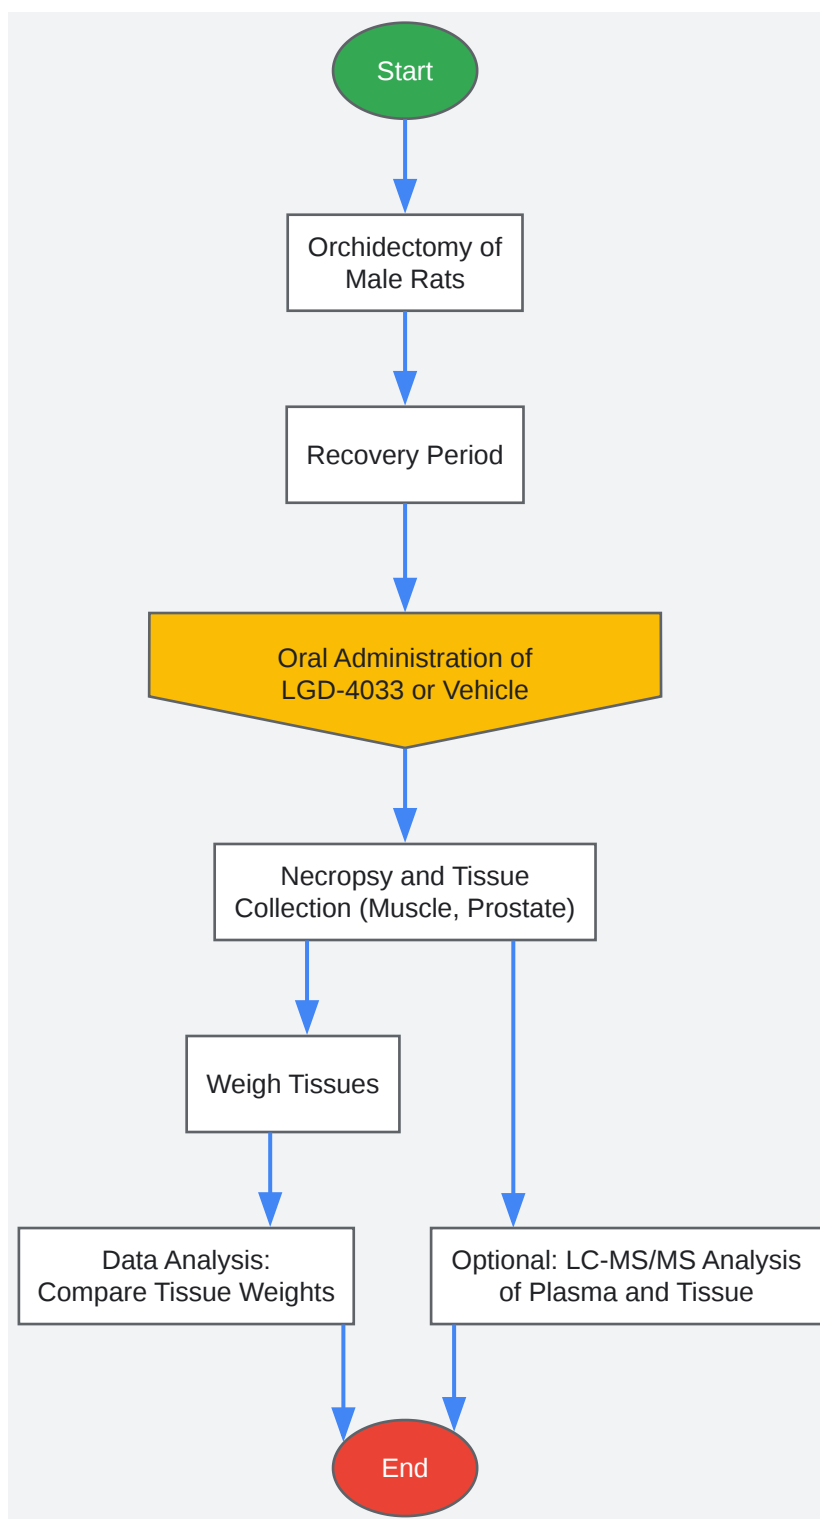 Start
Orchidectomy of
Male Rats
Recovery Period
Oral Administration of
LGD-4033 or Vehicle
Necropsy and Tissue
Collection (Muscle, Prostate)
Weigh Tissues
Data Analysis:
Compare Tissue Weights
Optional: LC-MS/MS Analysis
of Plasma and Tissue
End